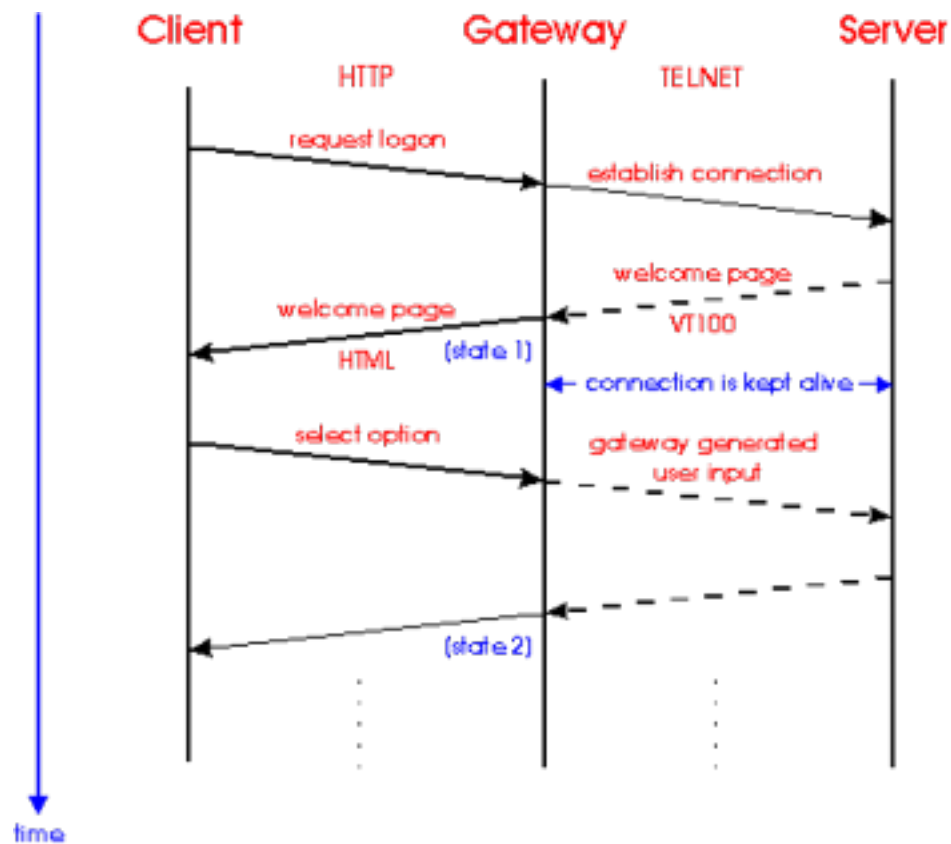 Client Gateway Server
HTTP TELNET
request logon
establish connection
welcome page
VT100
welcome page
HTML
(state 1)
connection is kept alive
select option
gateway generated
user input
(state 2)
time